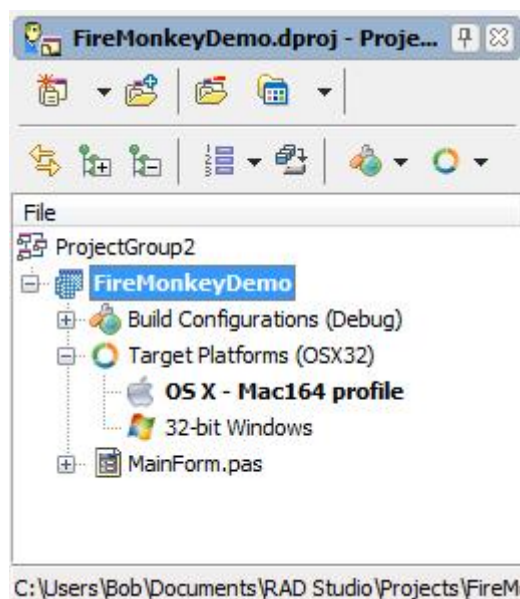 FireMonkeyDemo.dproj - Proje...
File
ProjectGroup2
FireMonkeyDemo
Build Configurations (Debug)
Target Platforms (OSX32)
OS X - Mac164 profile
32-bit Windows
MainForm.pas
C:\Users\Bob\Documents\RAD Studio\Projects\FireM